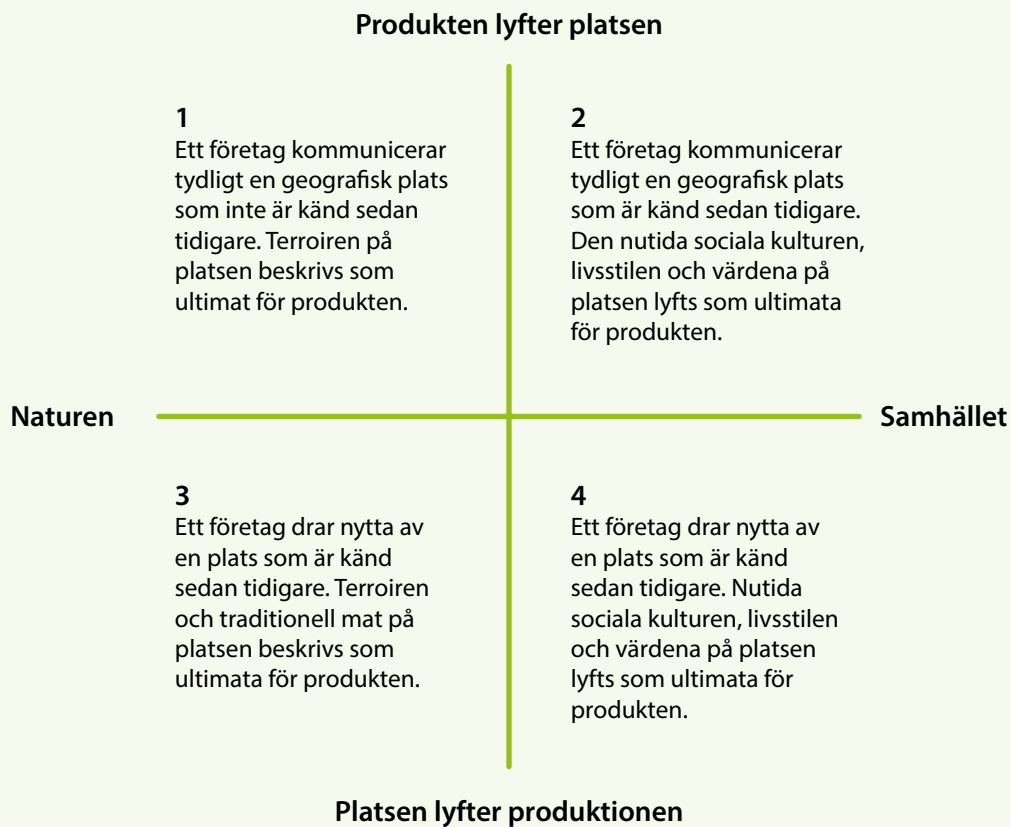 Produkten lyfter platsen
1
Ett företag kommunicerar
tydligt en geografisk plats
som inte är känd sedan
tidigare. Terroiren på
platsen beskrivs som
ultimat för produkten.
2
Ett företag kommunicerar
tydligt en geografisk plats
som är känd sedan tidigare.
Den nutida sociala kulturen,
livsstilen och värdena på
platsen lyfts som ultimata
för produkten.
Naturen
Samhället
3
Ett företag drar nytta av
en plats som är känd
sedan tidigare. Terroiren
och traditionell mat på
platsen beskrivs som
ultimata för produkten.
4
Ett företag drar nytta av
en plats som är känd
sedan tidigare. Nutida
sociala kulturen, livsstilen
och värdena på platsen
lyfts som ultimata för
produkten.
Platsen lyfter produktionen